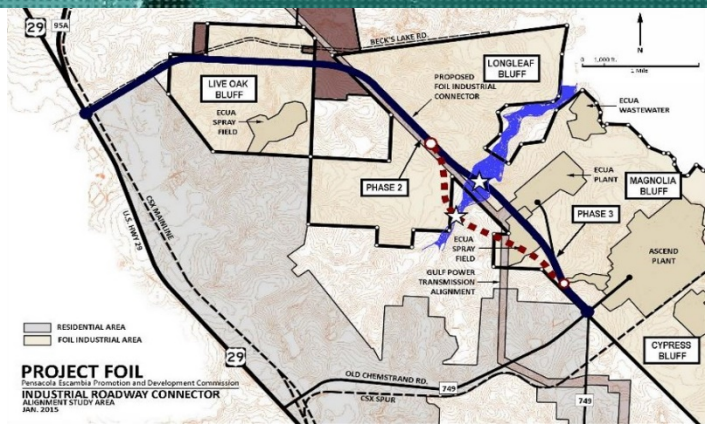 29
95A
BECK'S LAKE RD.
LONGLEAF
BLUFF
N
0
1,000 ft.
1 Mile
PROPOSED
FOIL INDUSTRIAL
CONNECTOR
LIVE OAK
BLUFF
ECUA
SPRAY
FIELD
ECUA
WASTEWATER
ECUA
PLANT
MAGNOLIA
BLUFF
PHASE 2
PHASE 3
CSX MAINLINE
U.S. HWY 29
ECUA
SPRAY
FIELD
ASCEND
PLANT
GULF POWER
TRANSMISSION
ALIGNMENT
CYPRESS
BLUFF
RESIDENTIAL AREA
FOIL INDUSTRIAL AREA
29
PROJECT FOIL
Pensacola Escambia Promotion and Development Commission
INDUSTRIAL ROADWAY CONNECTOR
ALIGNMENT STUDY AREA
JAN. 2015
OLD CHEMSTRAND RD.
749
CSX SPUR
749